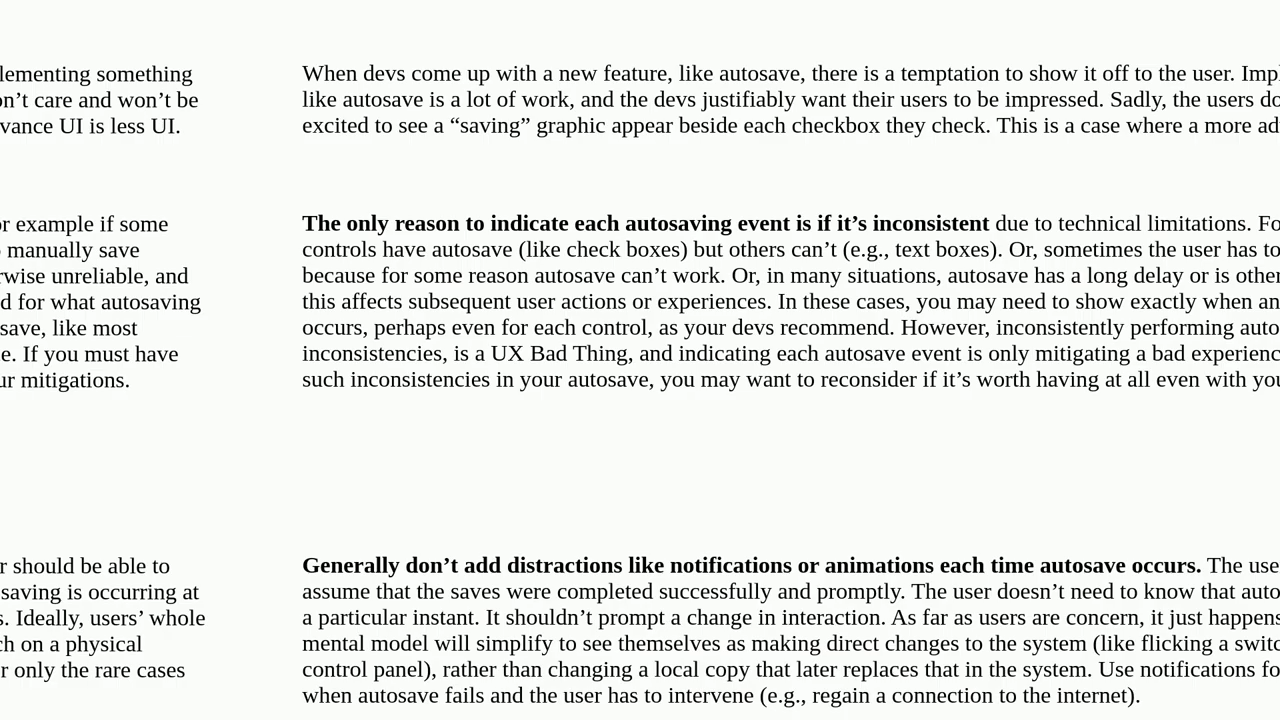 lementing something
on’t care and won’t be
vance UI is less UI.
or example if some
o manually save
rwise unreliable, and
d for what autosaving
save, like most
e. If you must have
ur mitigations.
r should be able to
saving is occurring at
s. Ideally, users’ whole
ch on a physical
r only the rare cases
When devs come up with a new feature, like autosave, there is a temptation to show it off to the user. Impl
like autosave is a lot of work, and the devs justifiably want their users to be impressed. Sadly, the users do
excited to see a “saving” graphic appear beside each checkbox they check. This is a case where a more ad
The only reason to indicate each autosaving event is if it’s inconsistent due to technical limitations. Fo
controls have autosave (like check boxes) but others can’t (e.g., text boxes). Or, sometimes the user has to
because for some reason autosave can’t work. Or, in many situations, autosave has a long delay or is other
this affects subsequent user actions or experiences. In these cases, you may need to show exactly when an
occurs, perhaps even for each control, as your devs recommend. However, inconsistently performing auto
inconsistencies, is a UX Bad Thing, and indicating each autosave event is only mitigating a bad experienc
such inconsistencies in your autosave, you may want to reconsider if it’s worth having at all even with you
Generally don’t add distractions like notifications or animations each time autosave occurs. The use
assume that the saves were completed successfully and promptly. The user doesn’t need to know that auto
a particular instant. It shouldn’t prompt a change in interaction. As far as users are concern, it just happens
mental model will simplify to see themselves as making direct changes to the system (like flicking a switc
control panel), rather than changing a local copy that later replaces that in the system. Use notifications fo
when autosave fails and the user has to intervene (e.g., regain a connection to the internet).